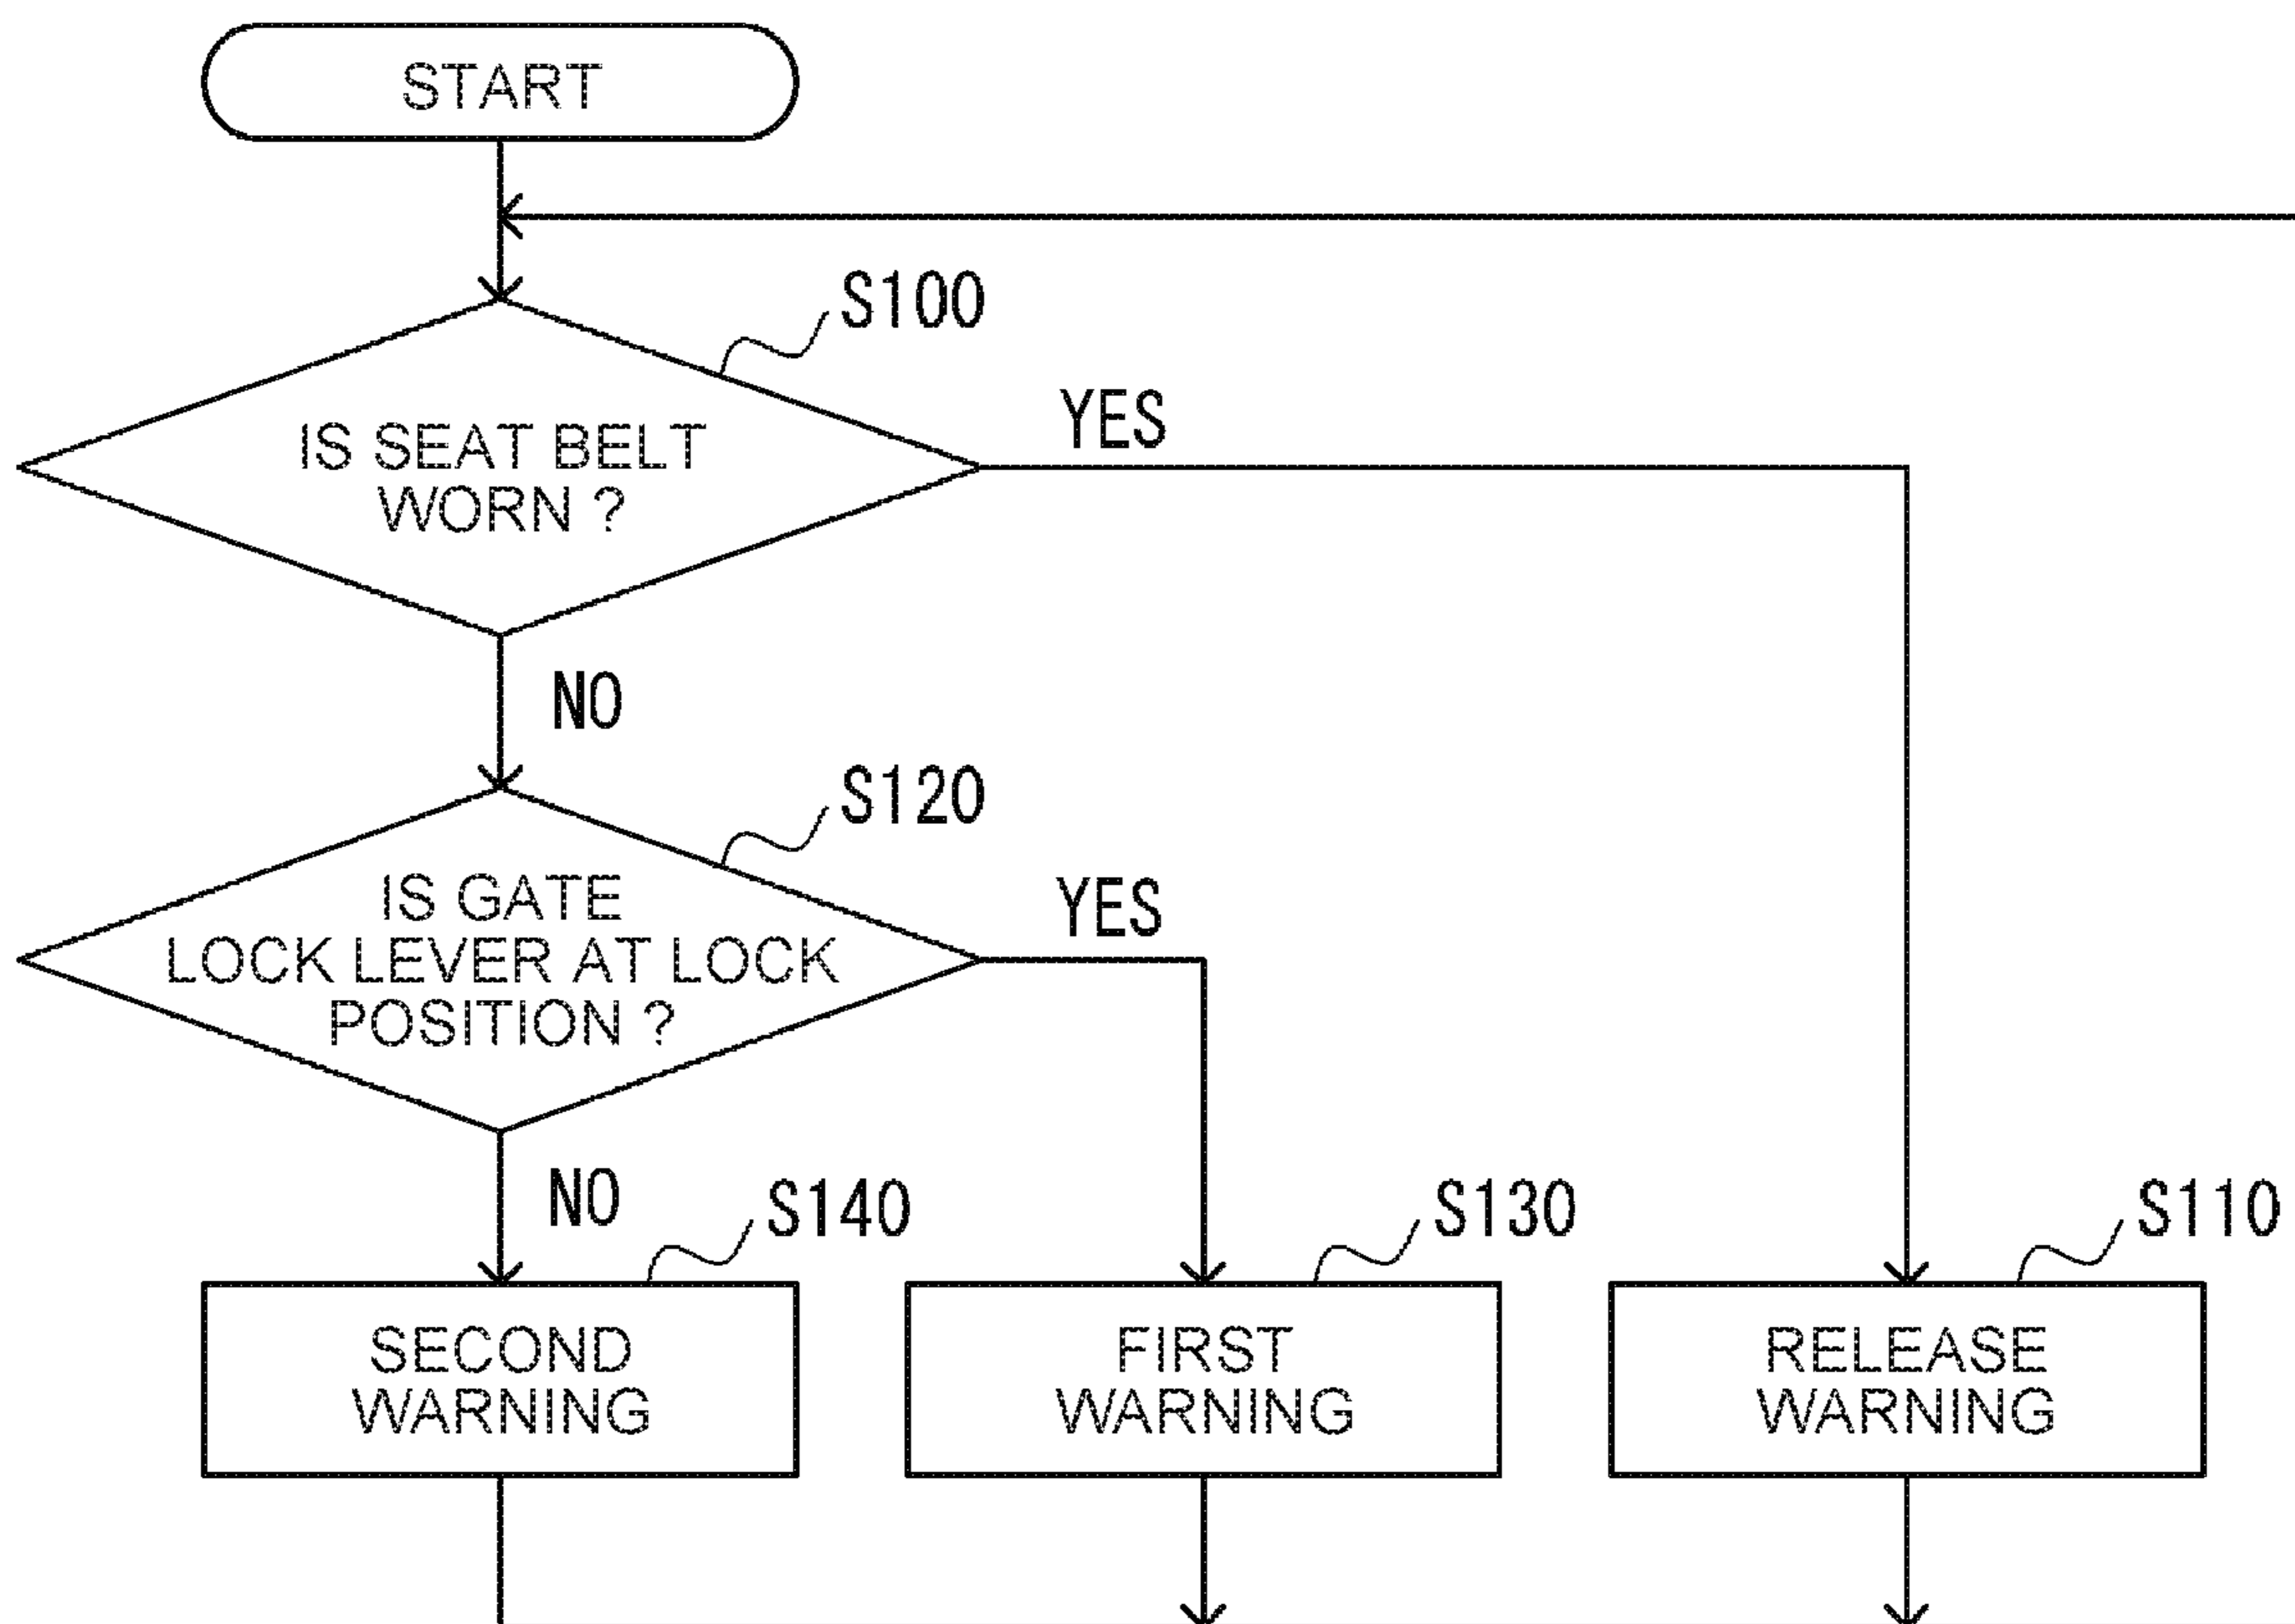 START
S100
IS SEAT BELT
WORN ?
YES
NO
S120
IS GATE
LOCK LEVER AT LOCK
POSITION ?
YES
NO
S140
SECOND
WARNING
S130
FIRST
WARNING
S110
RELEASE
WARNING